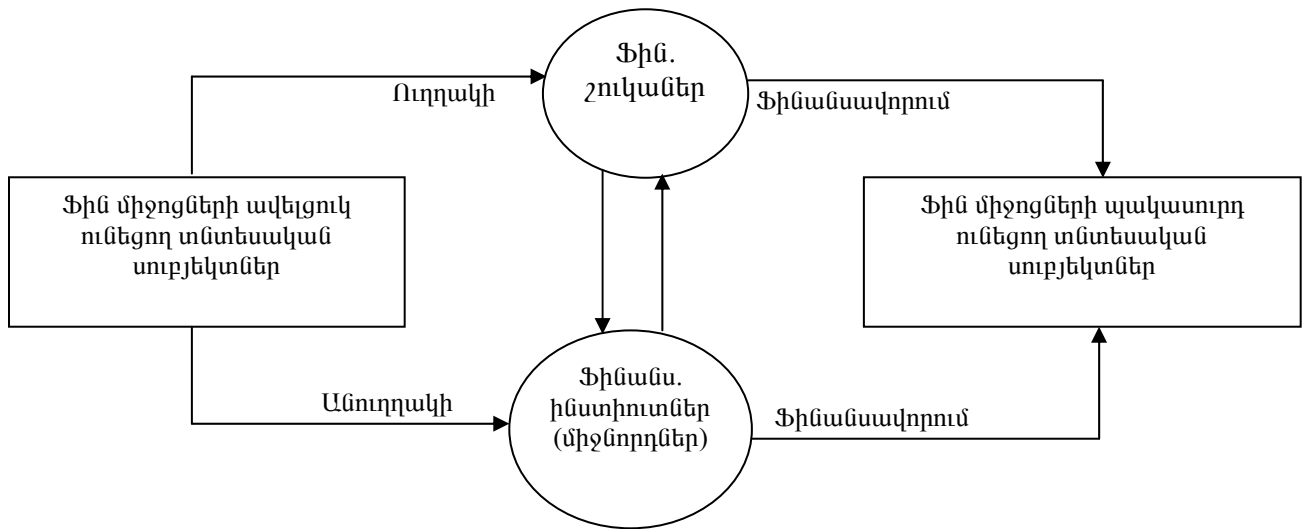 Ֆին.
շուկաներ
Ուղղակի
Ֆինանսավորում
Ֆին միջոցների ավելցուկ
ունեցող տնտեսական
սուբյեկտներ
Ֆին միջոցների պակասուրդ
ունեցող տնտեսական
սուբյեկտներ
Անուղղակի
Ֆինանս.
ինստիուտներ
(միջնորդներ)
Ֆինանսավորում